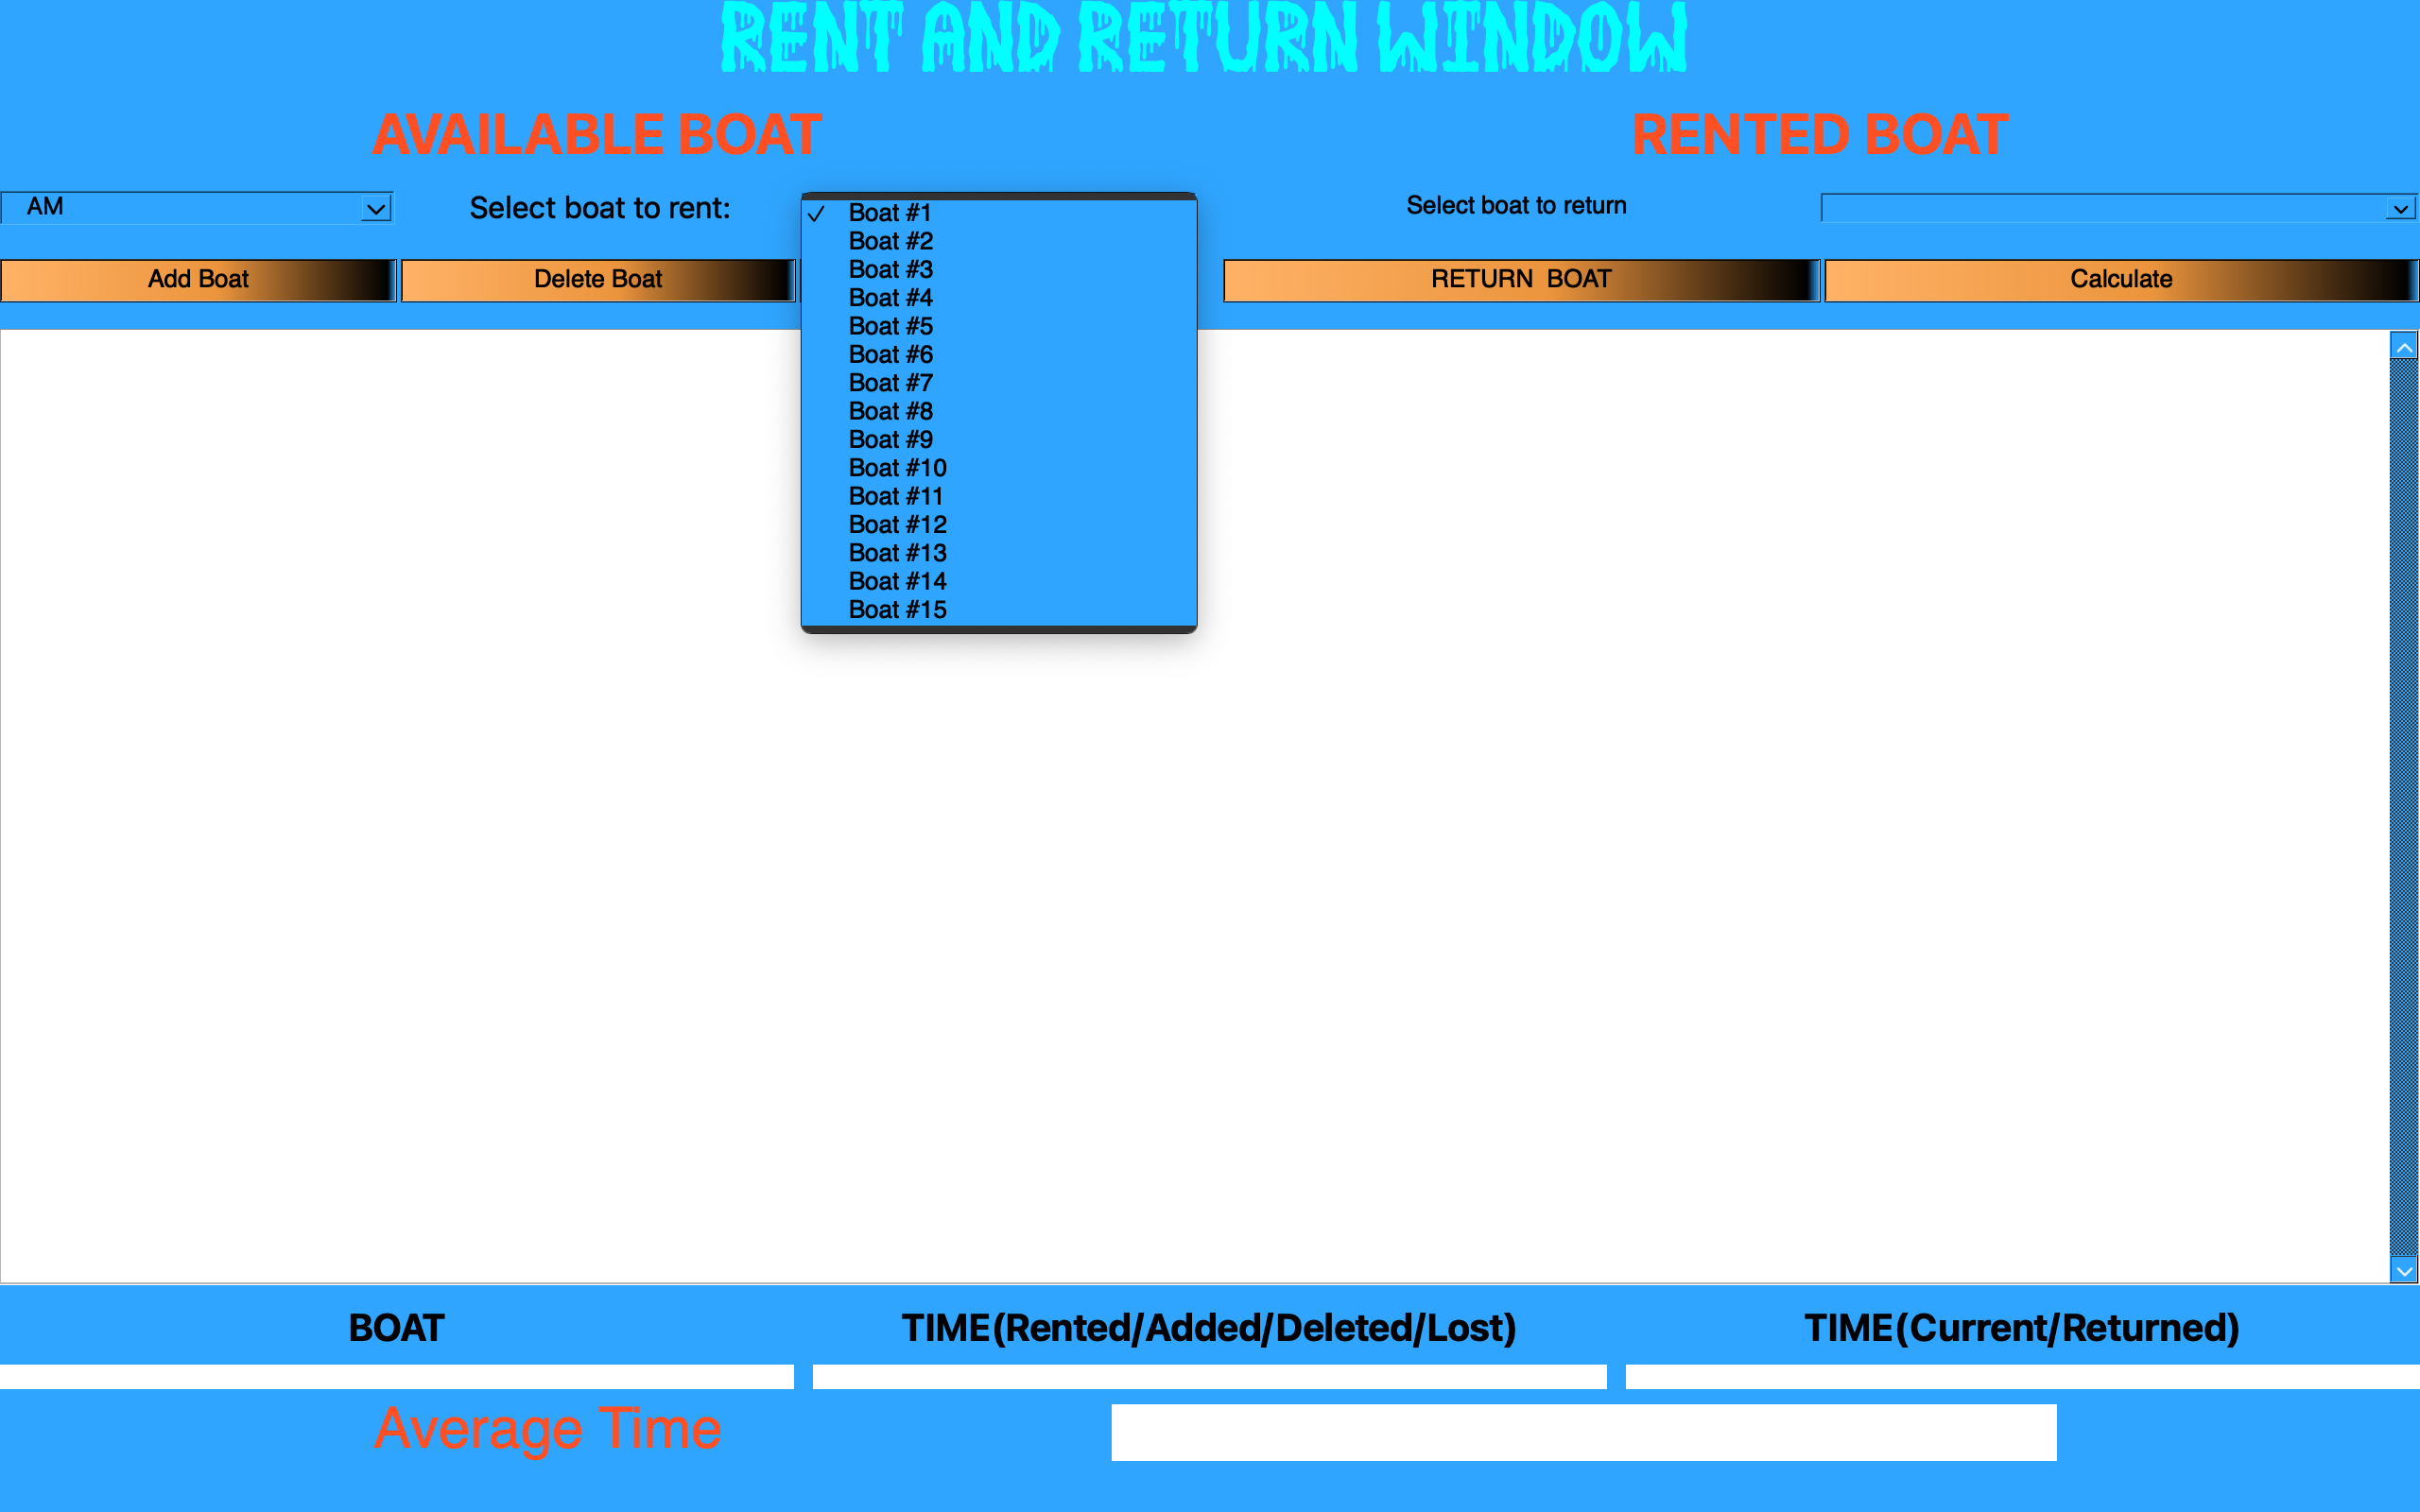 RENT AND RETURN WINDOW
AVAILABLE BOAT
RENTED BOAT
AM
Select boat to rent:
Select boat to return
Add Boat
Delete Boat
RETURN  BOAT
Calculate
Boat #1
Boat #2
Boat #3
Boat #4
Boat #5
Boat #6
Boat #7
Boat #8
Boat #9
Boat #10
Boat #11
Boat #12
Boat #13
Boat #14
Boat #15
BOAT
TIME(Rented/Added/Deleted/Lost)
TIME(Current/Returned)
Average Time